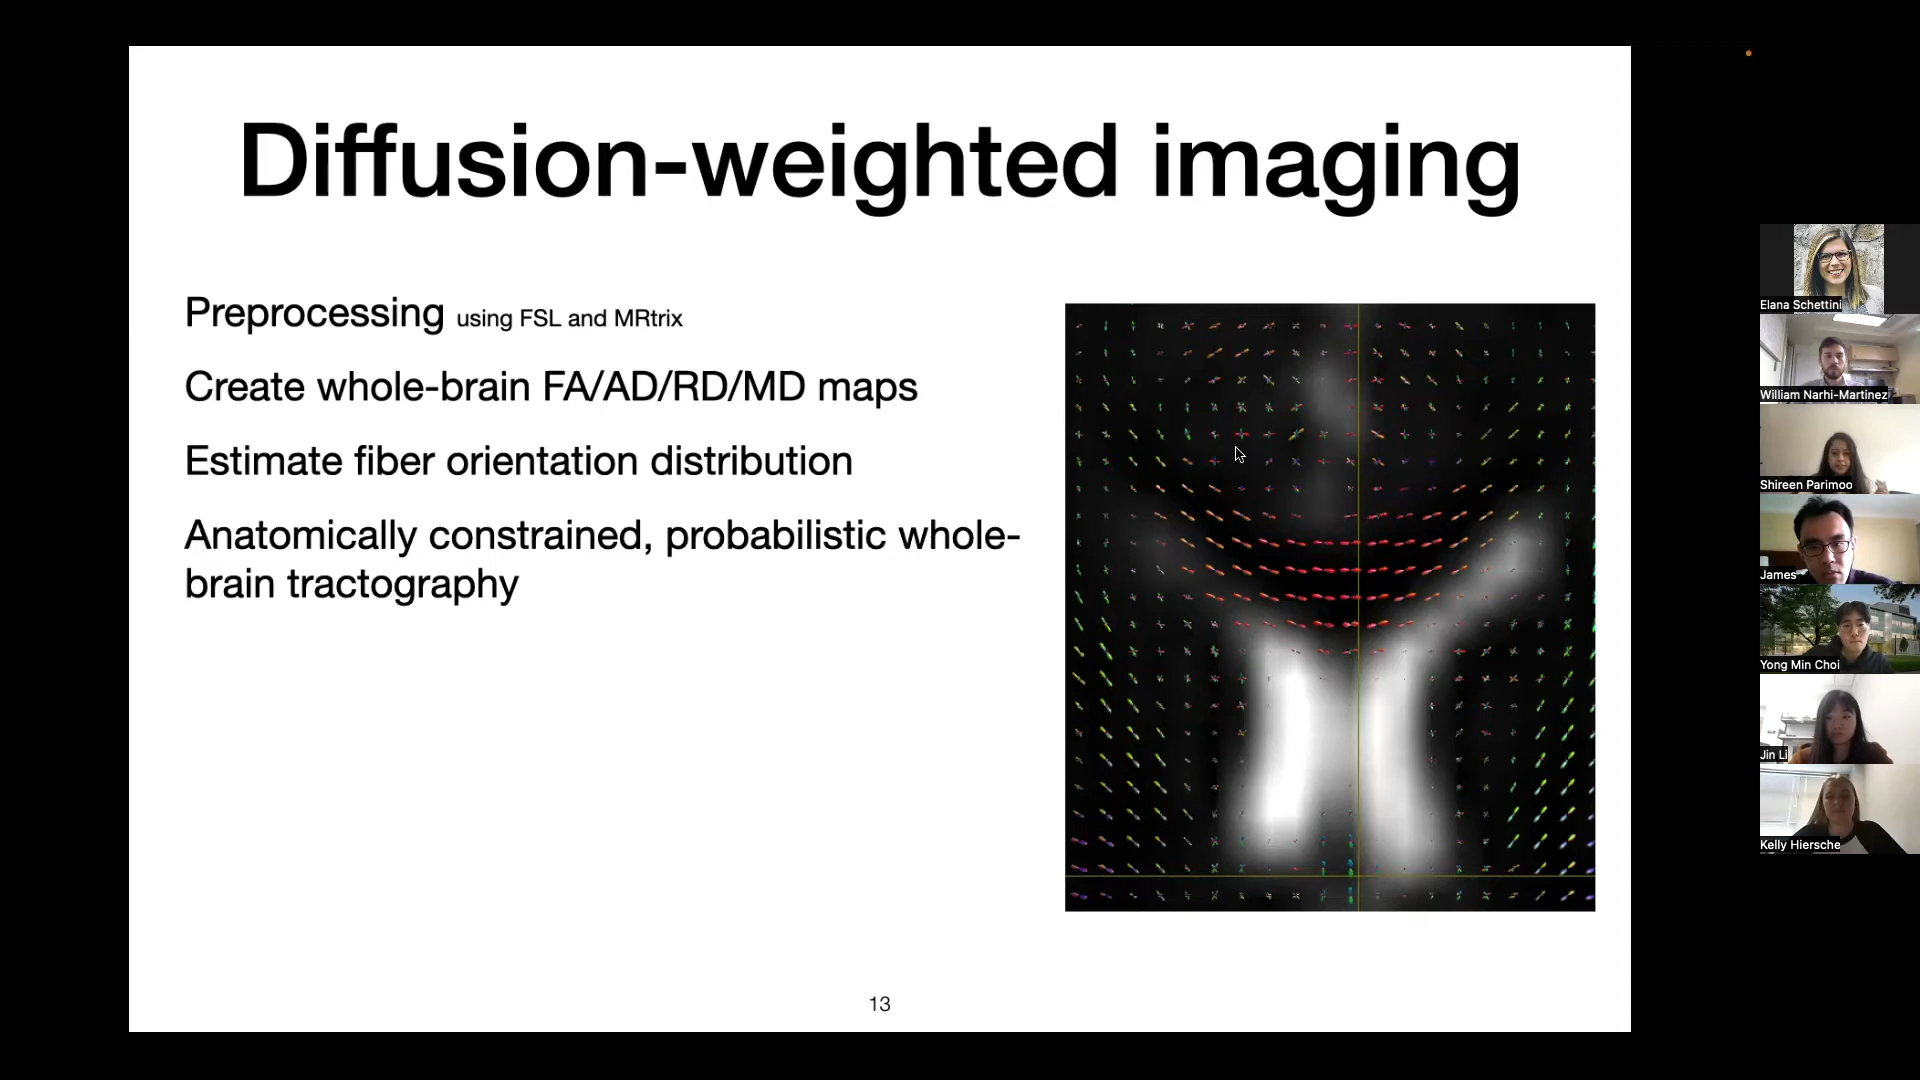 Diffusion-weighted imaging
Preprocessing using FSL and MRtrix
Create whole-brain FA/AD/RD/MD maps
Estimate fiber orientation distribution
Anatomically constrained, probabilistic whole-
brain tractography
13
Elana Schettini
William Narhi-Martinez
Shireen Parimoo
James
Yong Min Choi
Jin Li
Kelly Hiersche